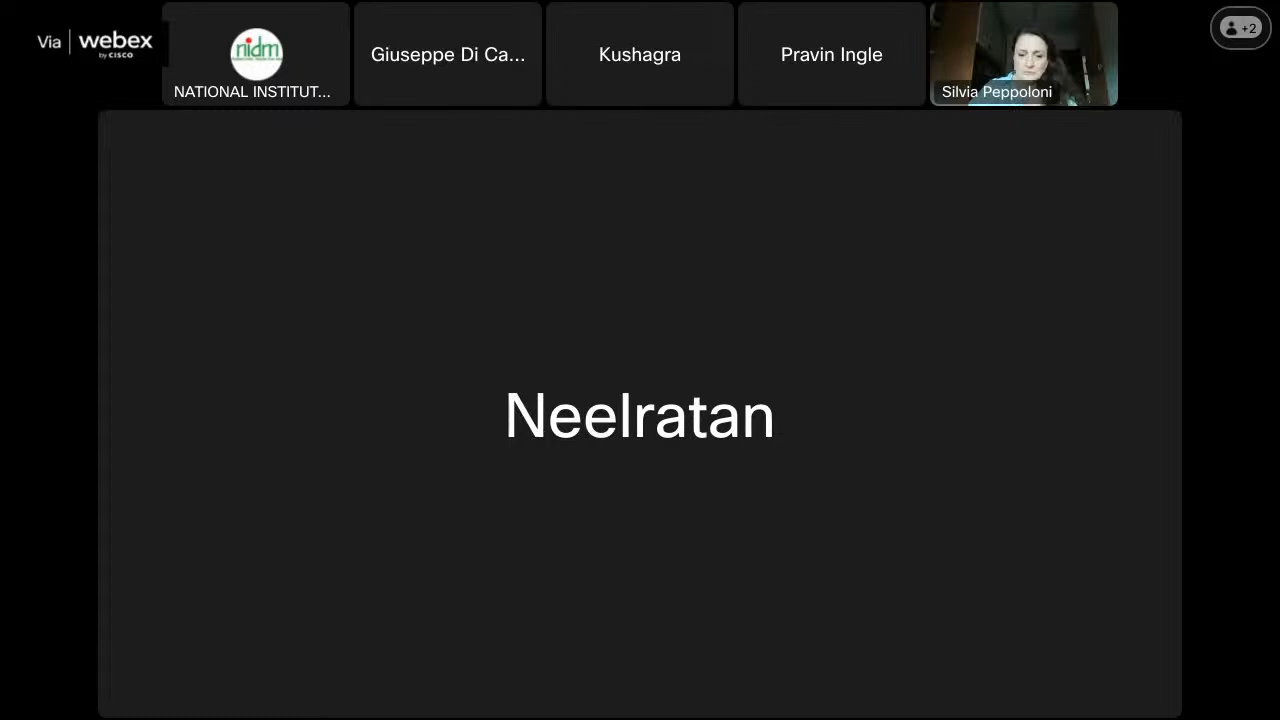 Via webex
by CISCO
nidm
NATIONAL INSTITUT...
Giuseppe Di Ca...
Kushagra
Pravin Ingle
Silvia Peppoloni
+2
Neelratan